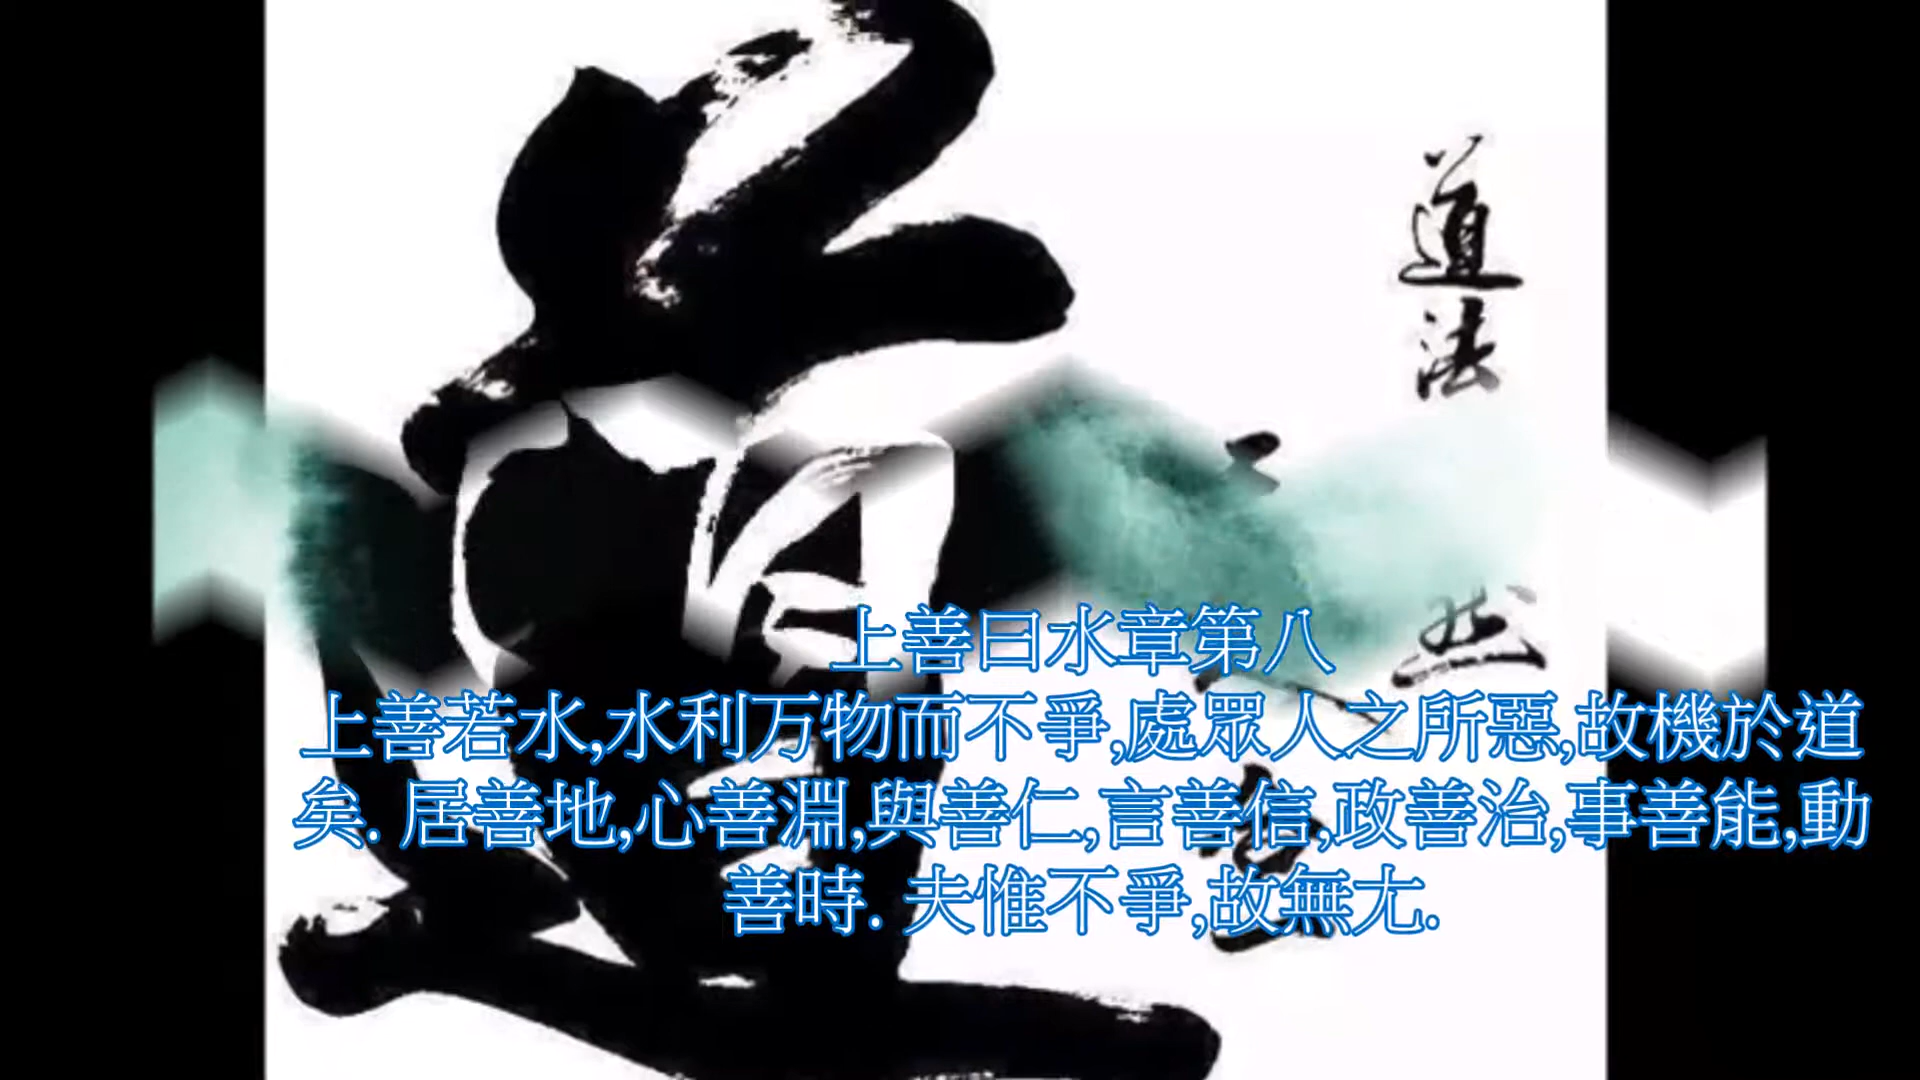 道
道法
然
上善曰水章第八
上善若水,水利万物而不爭,處眾人之所惡,故機於道
矣. 居善地,心善淵,與善仁,言善信,政善治,事善能,動
善時. 夫惟不爭,故無尤.